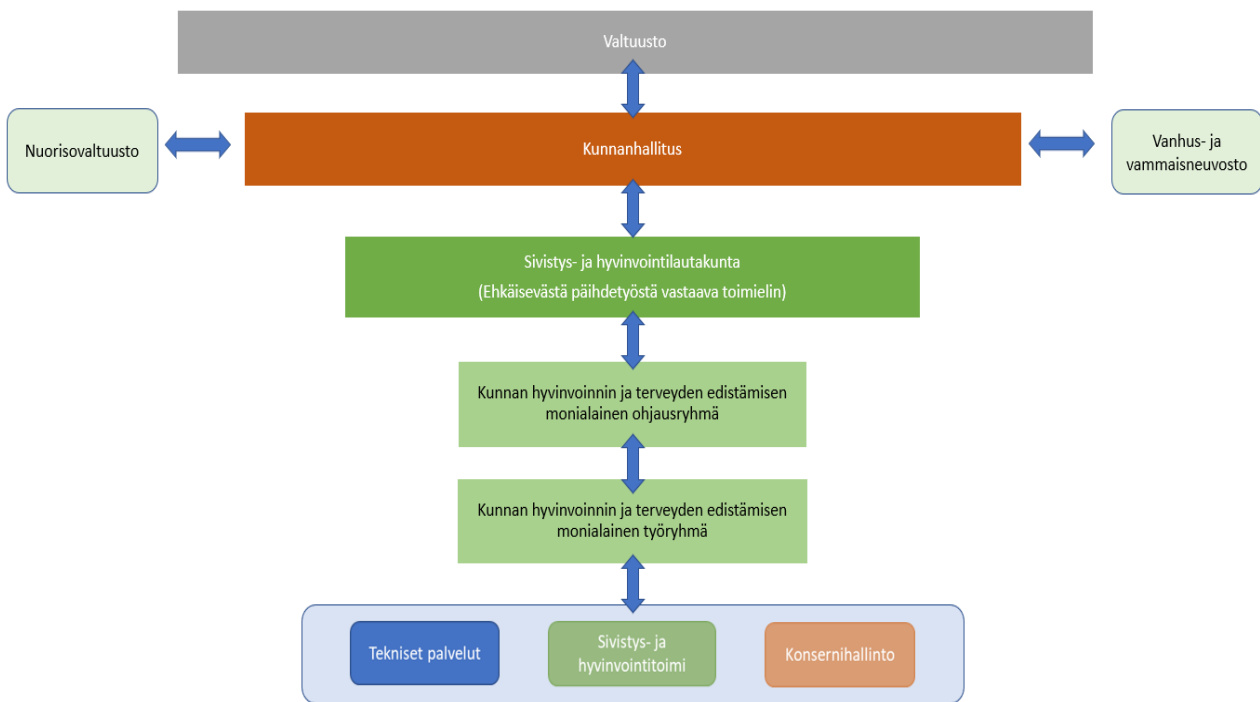 Valtuusto
Nuorisovaltuusto
Kunnanhallitus
Vanhus- ja
vammaisneuvosto
Sivistys- ja hyvinvointilautakunta
(Ehkäisevästä päihdetyöstä vastaava toimielin)
Kunnan hyvinvoinnin ja terveyden edistämisen
monialainen ohjausryhmä
Kunnan hyvinvoinnin ja terveyden edistämisen
monialainen työryhmä
Tekniset palvelut
Sivistys- ja
hyvinvointitoimi
Konsernihallinto